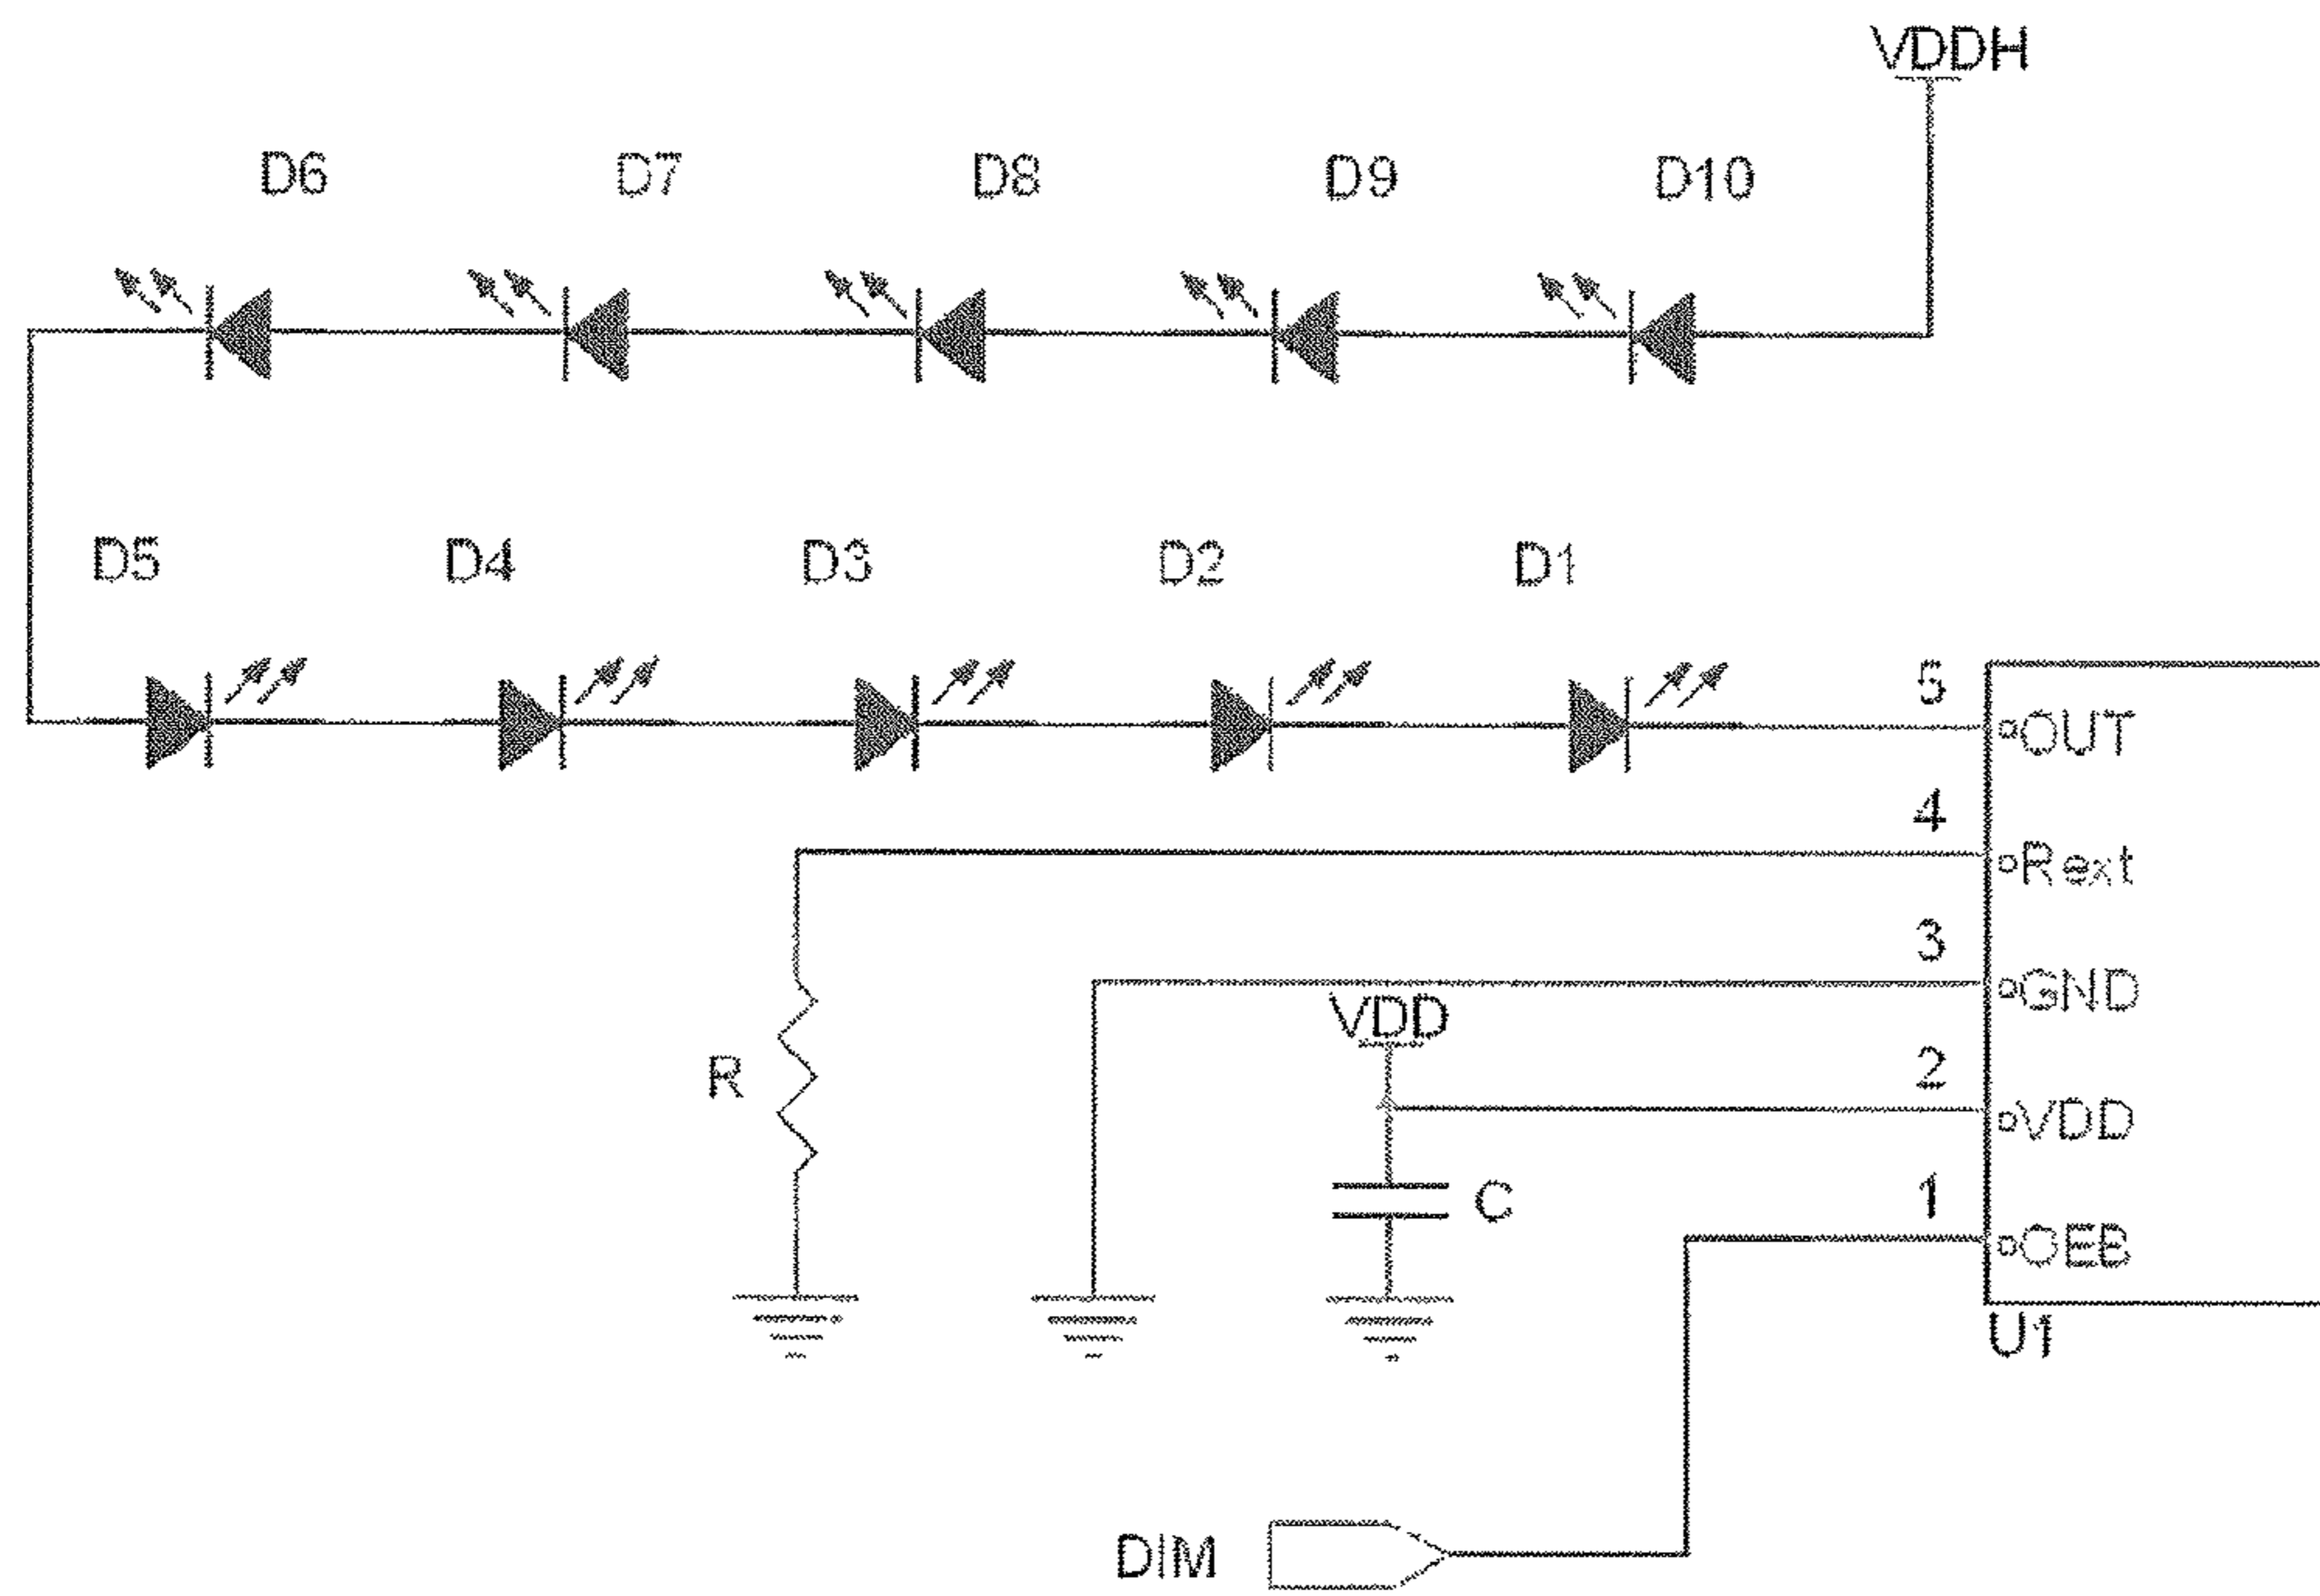 VDDH
D6 D7 D8 D9 D10
D5 D4 D3 D2 D1
5
OUT
4
Rext
3
GND
VDD
2
VDD
R
1
C
OEB
U1
DIM